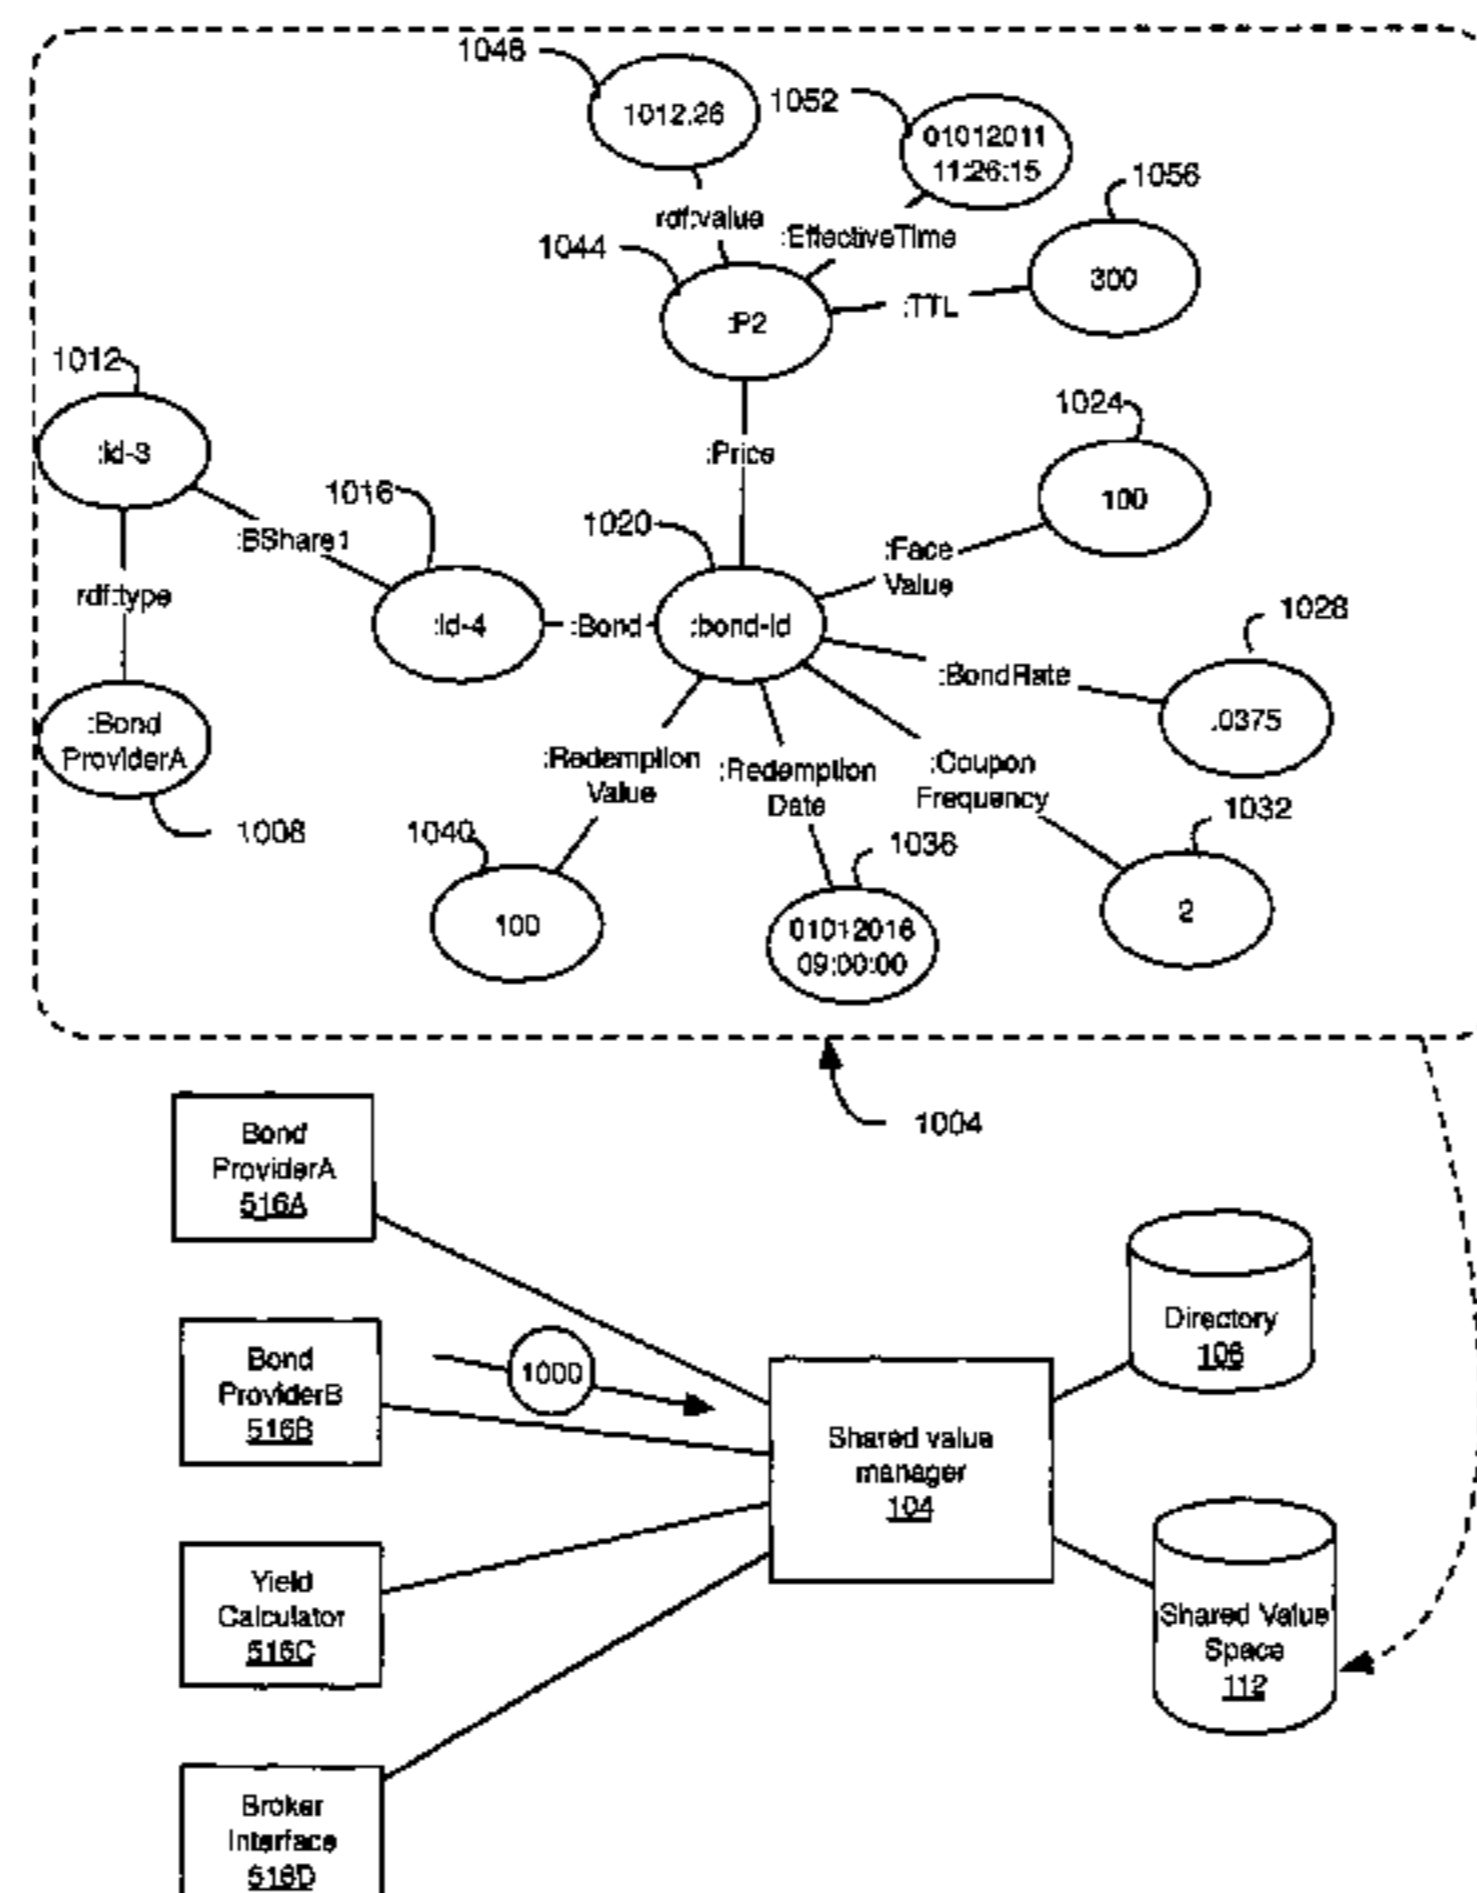 1048
1012.26
1052
01012011
11:26:15
1056
rdf:value
:EffectiveTime
1044
300
:P2
:TTL
1012
1024
:Id-3
:Price
100
1016
:BShare1
1020
:Face
Value
rdf:type
1028
:Id-4
:Bond
:bond-Id
:BondRate
.0375
:Bond
ProviderA
:Redemption
Value
:Redemption
Date
:Coupon
Frequency
1008
1040
1036
1032
100
01012016
09:00:00
2
1004
Bond
ProviderA
516A
Directory
106
Bond
ProviderB
516B
1000
Shared value
manager
104
Yield
Calculator
516C
Shared Value
Space
112
Broker
Interface
516D